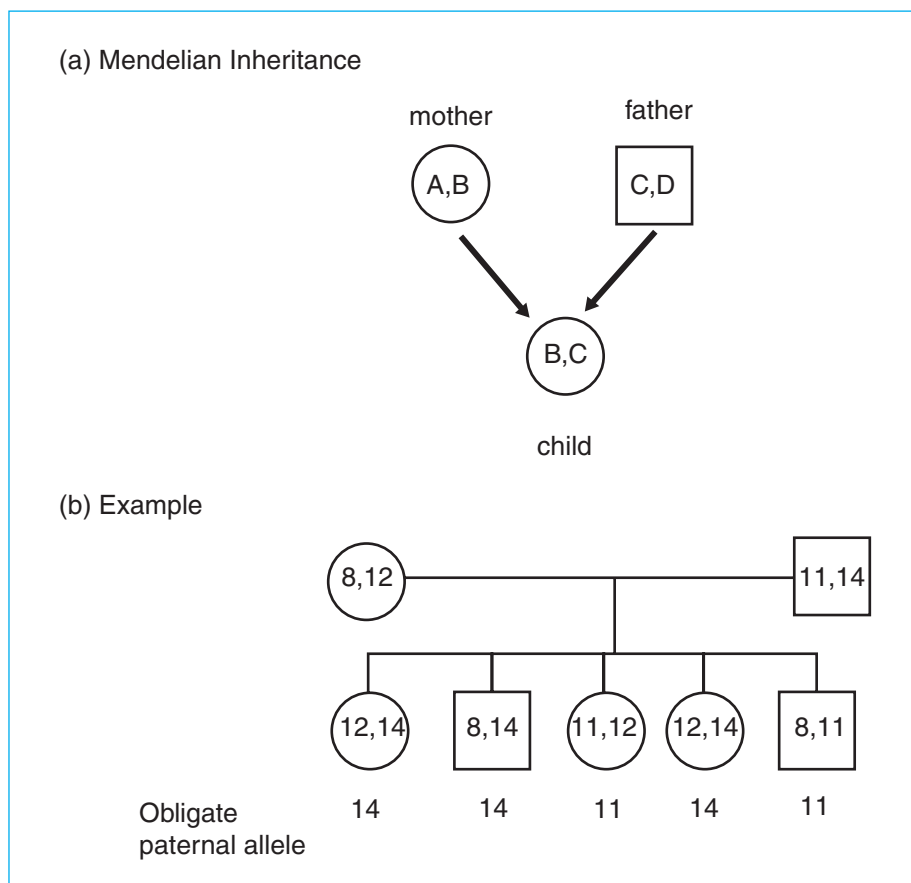 (a) Mendelian Inheritance
mother father
A,B C,D
B,C
child
(b) Example
8,12 11,14
12,14 8,14 11,12 12,14 8,11
Obligate 14 14 11 14 11
paternal allele